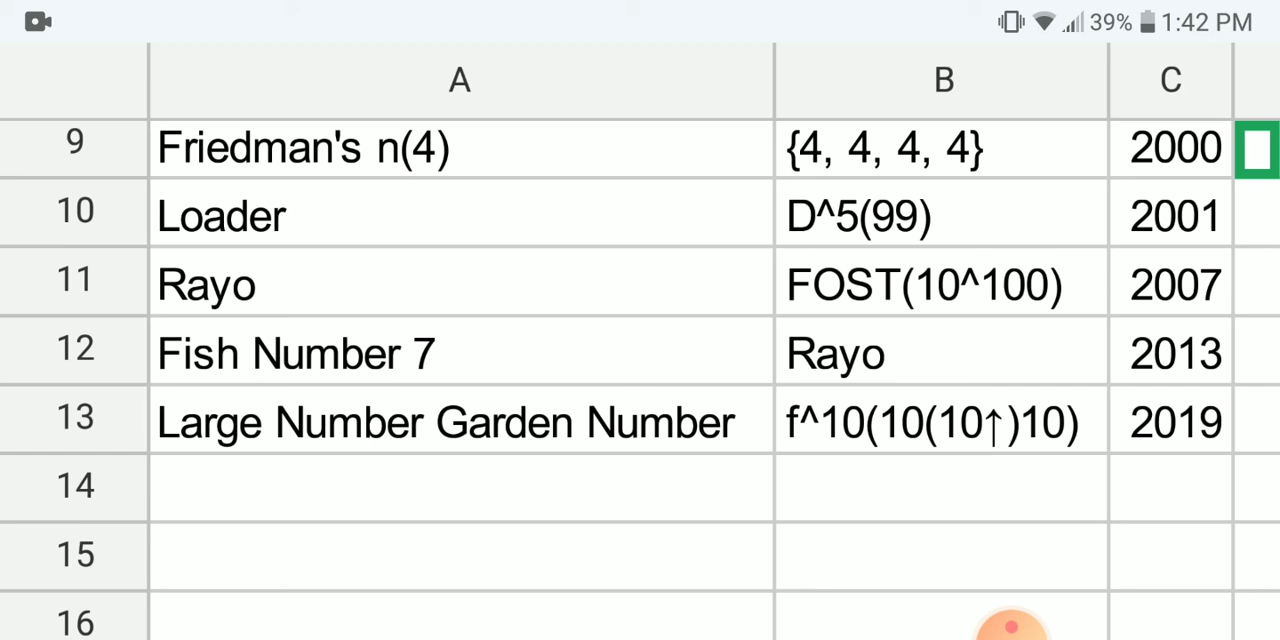 39% 1:42 PM
A B C
9 Friedman's n(4) {4, 4, 4, 4} 2000
10 Loader D^5(99) 2001
11 Rayo FOST(10^100) 2007
12 Fish Number 7 Rayo 2013
13 Large Number Garden Number f^10(10(10↑)10) 2019
14
15
16